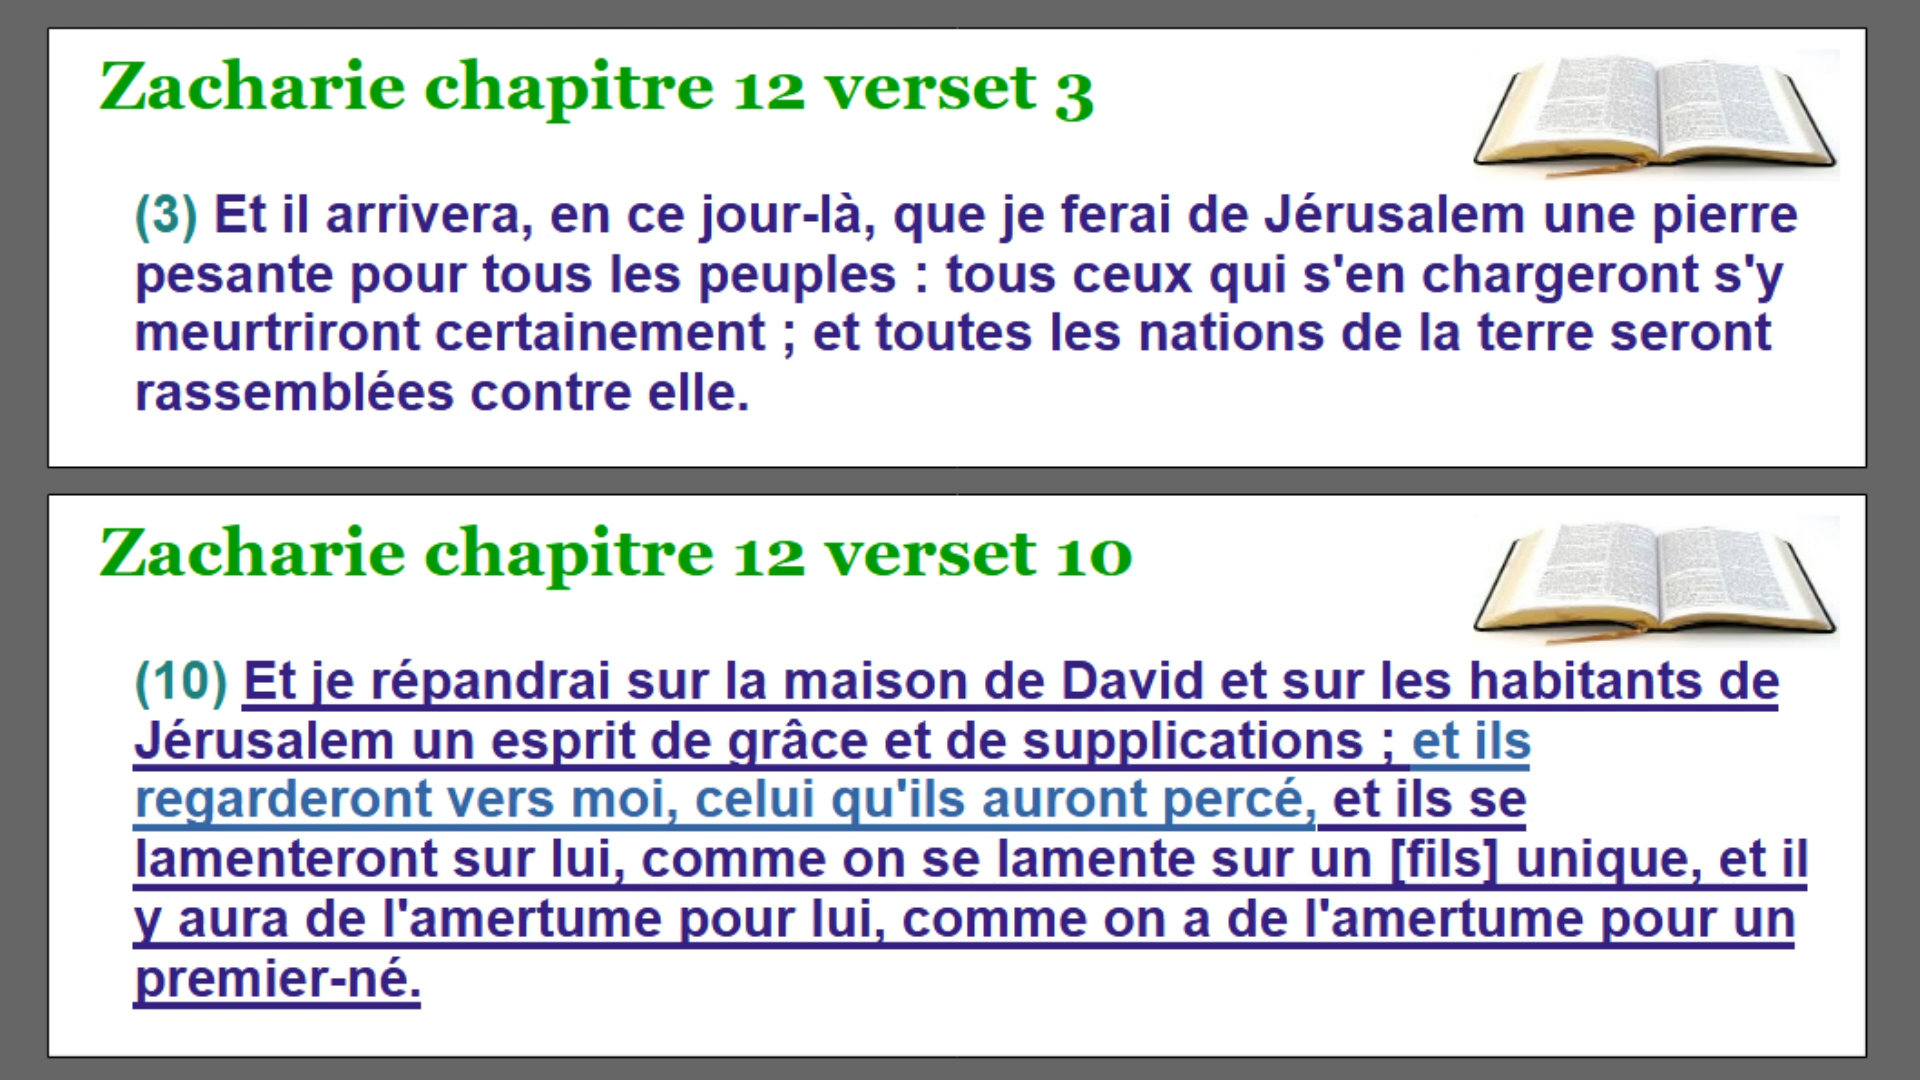 Zacharie chapitre 12 verset 3
(3) Et il arrivera, en ce jour-là, que je ferai de Jérusalem une pierre
pesante pour tous les peuples : tous ceux qui s'en chargeront s'y
meurtriront certainement ; et toutes les nations de la terre seront
rassemblées contre elle.
Zacharie chapitre 12 verset 10
(10) Et je répandrai sur la maison de David et sur les habitants de
Jérusalem un esprit de grâce et de supplications ; et ils
regarderont vers moi, celui qu'ils auront percé, et ils se
lamenteront sur lui, comme on se lamente sur un [fils] unique, et il
y aura de l'amertume pour lui, comme on a de l'amertume pour un
premier-né.